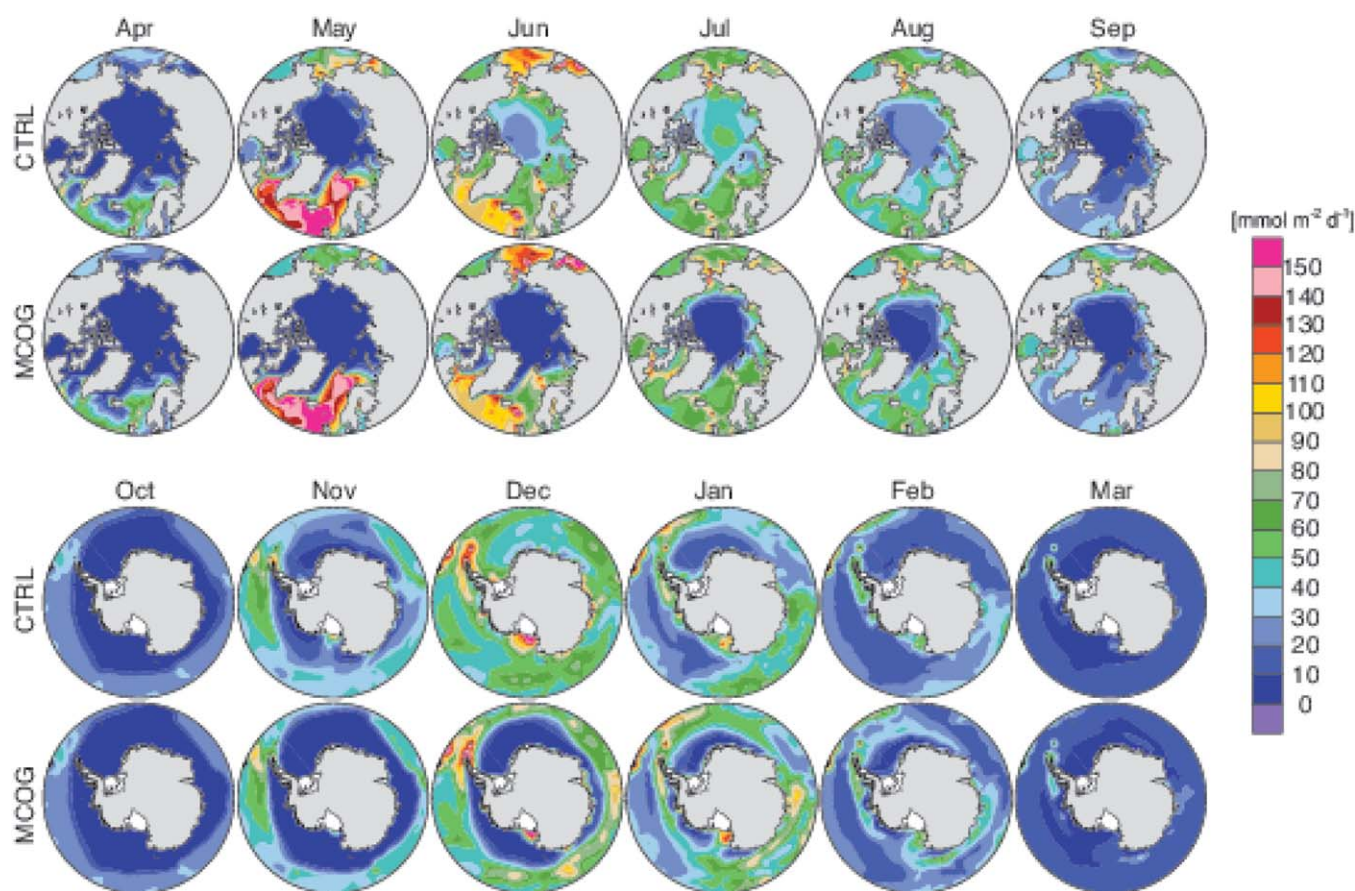 Apr May Jun Jul Aug Sep
CTRL
[mmol m⁻² d⁻¹]
MCOG
150
140
130
120
110
100
90
80
70
60
50
40
30
20
10
0
Oct Nov Dec Jan Feb Mar
CTRL
MCOG